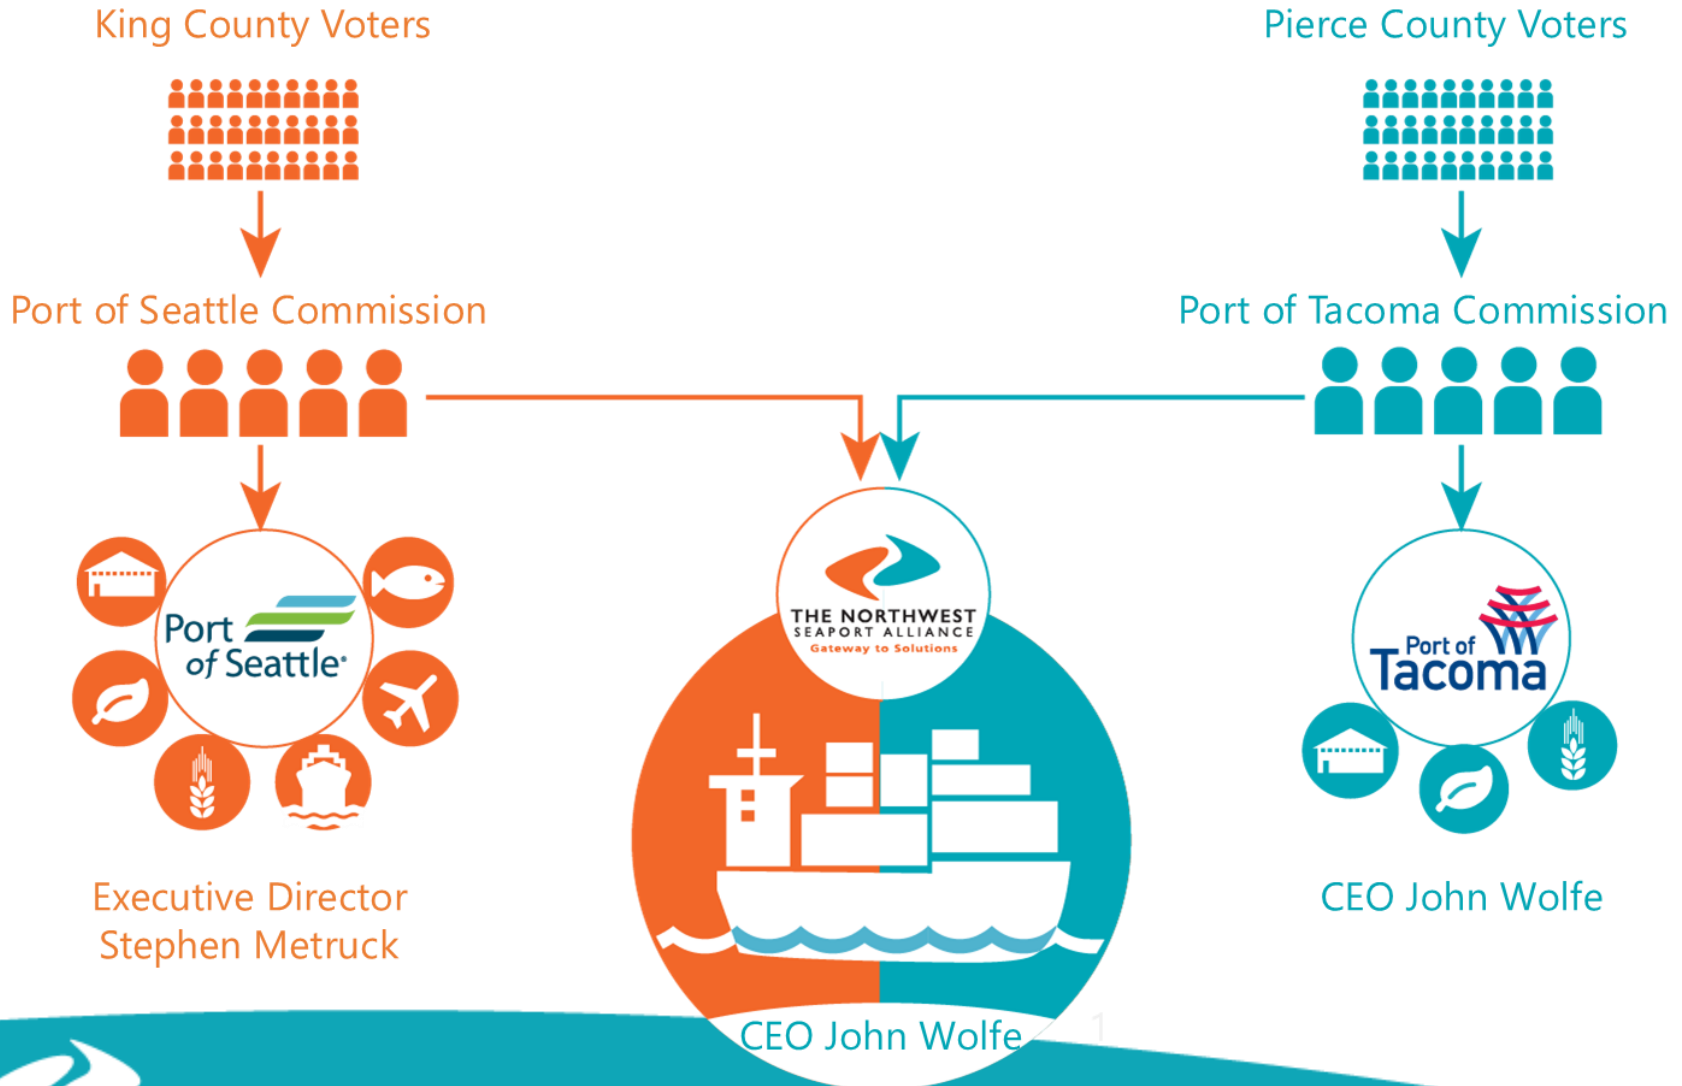 King County Voters
Pierce County Voters
Port of Seattle Commission
Port of Tacoma Commission
Port
of Seattle
THE NORTHWEST
SEAPORT ALLIANCE
Gateway to Solutions
Port of
Tacoma
Executive Director
Stephen Metruck
CEO John Wolfe
CEO John Wolfe
1